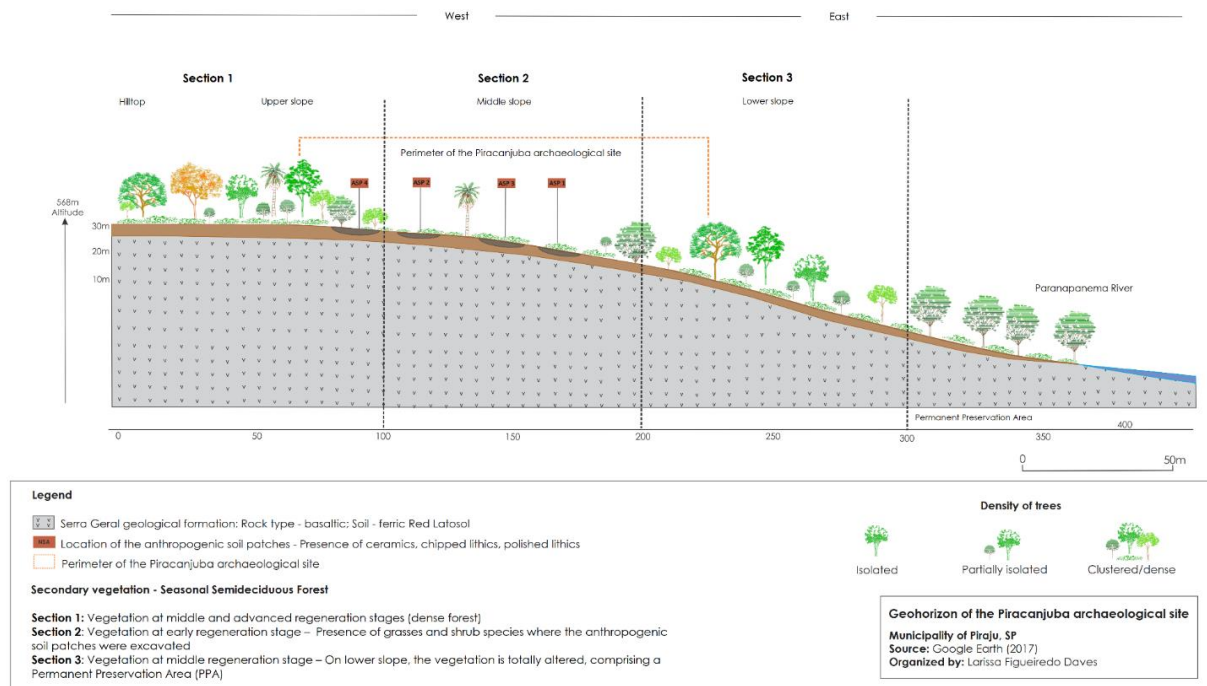 West
East
Section 1
Section 2
Section 3
Hilltop
Upper slope
Middle slope
Lower slope
Perimeter of the Piracanjuba archaeological site
ASP 4
ASP 2
ASP 3
ASP 1
568m
Altitude
30m
20m
10m
Paranapanema River
Permanent Preservation Area
0
50
100
150
200
250
300
350
400
0
50m
Legend
Serra Geral geological formation: Rock type - basaltic: Soil - ferric Red Latosol
Location of the anthropogenic soil patches - Presence of ceramics, chipped lithics, polished lithics
Perimeter of the Piracanjuba archaeological site
Secondary vegetation - Seasonal Semideciduous Forest
Section 1: Vegetation at middle and advanced regeneration stages (dense forest)
Section 2: Vegetation at early regeneration stage – Presence of grasses and shrub species where the anthropogenic
soil patches were excavated
Section 3: Vegetation at middle regeneration stage – On lower slope, the vegetation is totally altered, comprising a
Permanent Preservation Area (PPA)
Density of trees
Isolated
Partially isolated
Clustered/dense
Geohorizon of the Piracanjuba archaeological site
Municipality of Piraju, SP
Source: Google Earth (2017)
Organized by: Larissa Figueiredo Daves